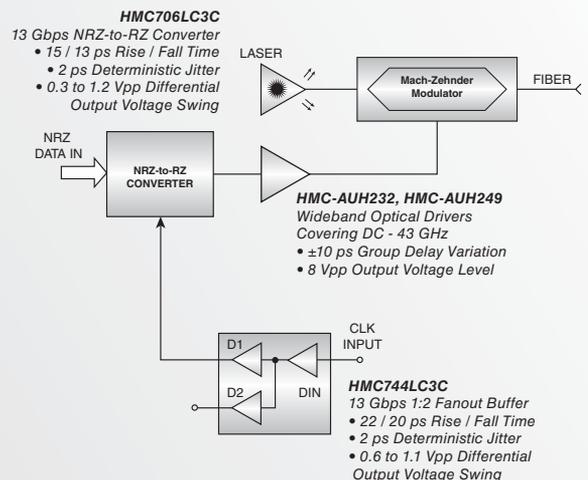 HMC706LC3C
13 Gbps NRZ-to-RZ Converter
• 15 / 13 ps Rise / Fall Time
• 2 ps Deterministic Jitter
• 0.3 to 1.2 Vpp Differential
Output Voltage Swing
LASER
Mach-Zehnder
Modulator
FIBER
NRZ
DATA IN
NRZ-to-RZ
CONVERTER
HMC-AUH232, HMC-AUH249
Wideband Optical Drivers
Covering DC - 43 GHz
• ±10 ps Group Delay Variation
• 8 Vpp Output Voltage Level
CLK
INPUT
D1
D2
DIN
HMC744LC3C
13 Gbps 1:2 Fanout Buffer
• 22 / 20 ps Rise / Fall Time
• 2 ps Deterministic Jitter
• 0.6 to 1.1 Vpp Differential
Output Voltage Swing